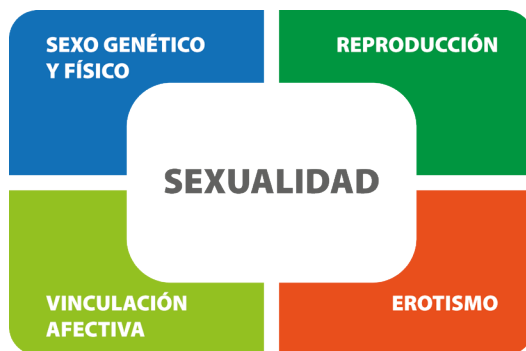 SEXO GENÉTICO
Y FÍSICO
REPRODUCCIÓN
SEXUALIDAD
VINCULACIÓN
AFECTIVA
EROTISMO